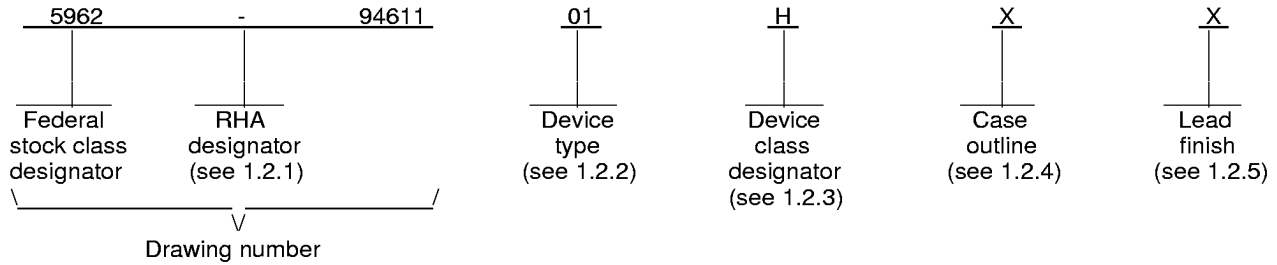 5962 - 94611 01 H X X
Federal stock class designator
RHA designator (see 1.2.1)
Device type (see 1.2.2)
Device class designator (see 1.2.3)
Case outline (see 1.2.4)
Lead finish (see 1.2.5)
Drawing number